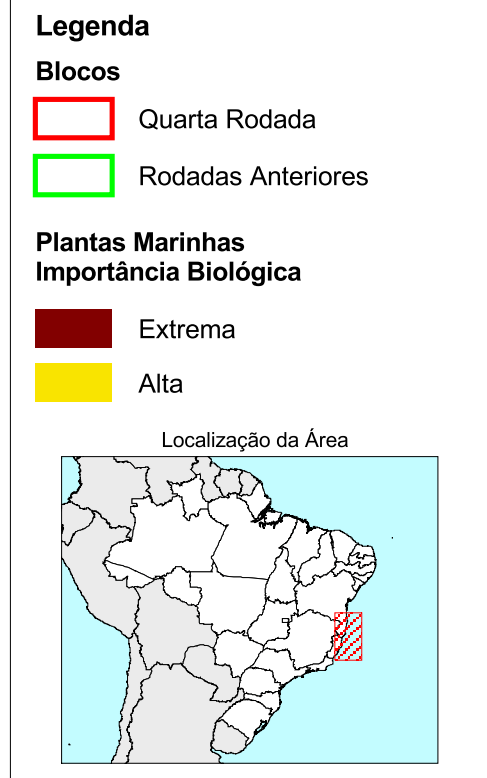 Legenda
Blocos
Quarta Rodada
Rodadas Anteriores
Plantas Marinhas
Importância Biológica
Extrema
Alta
Localização da Área